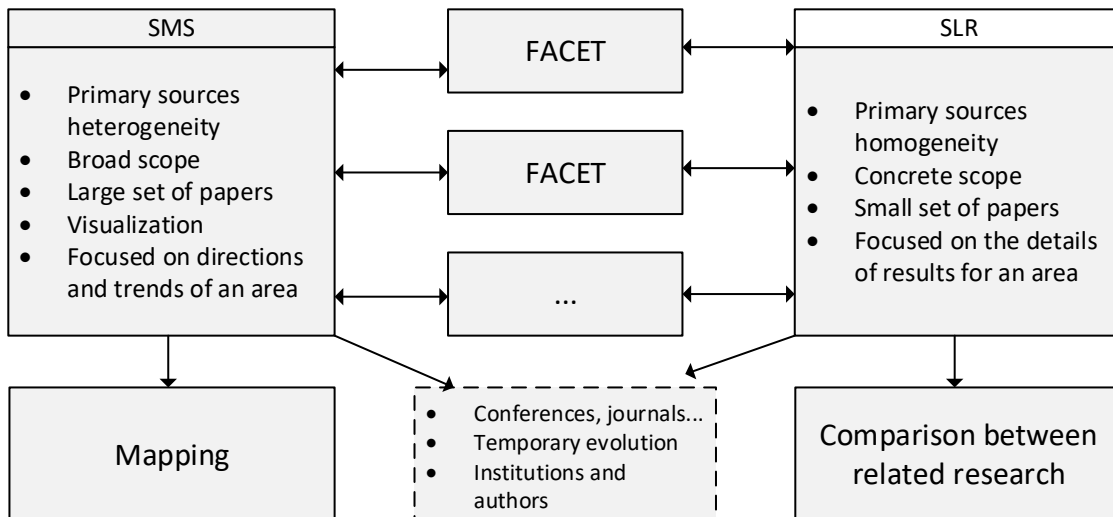 SMS
• Primary sources
heterogeneity
• Broad scope
• Large set of papers
• Visualization
• Focused on directions
and trends of an area
FACET
FACET
...
SLR
• Primary sources
homogeneity
• Concrete scope
• Small set of papers
• Focused on the details
of results for an area
Mapping
• Conferences, journals...
• Temporary evolution
• Institutions and
authors
Comparison between
related research